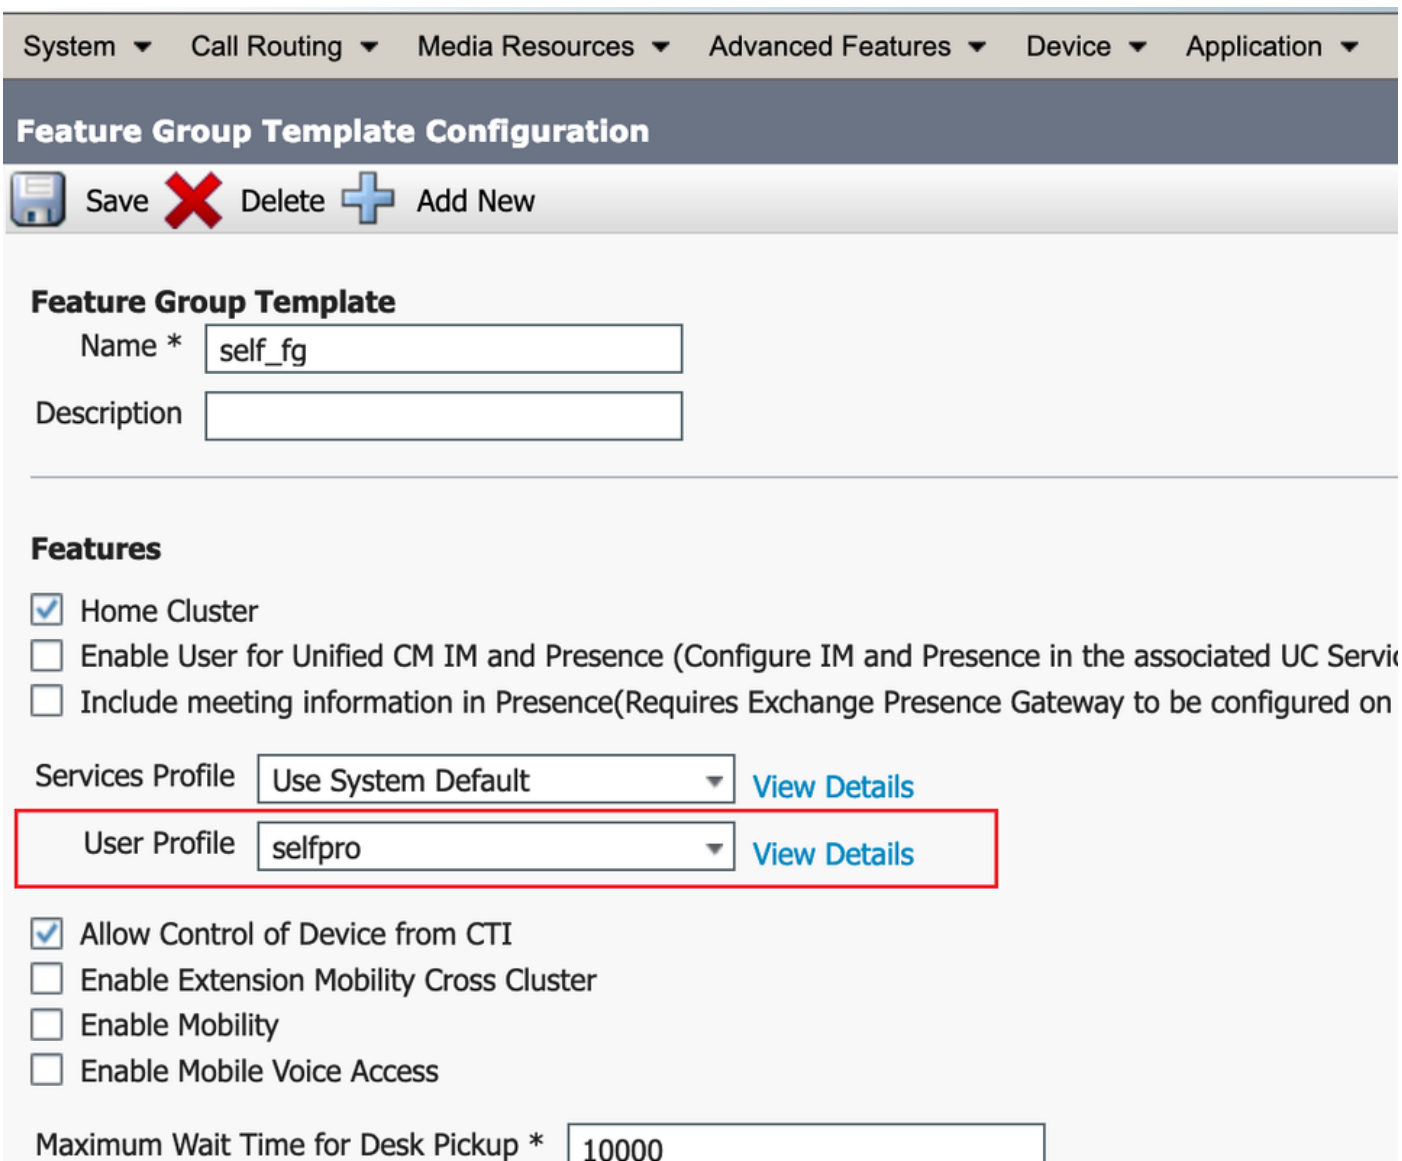 System Call Routing Media Resources Advanced Features Device Application
Feature Group Template Configuration
Save Delete Add New
Feature Group Template
Name * self_fg
Description
Features
Home Cluster
Enable User for Unified CM IM and Presence (Configure IM and Presence in the associated UC Servic
Include meeting information in Presence(Requires Exchange Presence Gateway to be configured on
Services Profile Use System Default View Details
User Profile selfpro View Details
Allow Control of Device from CTI
Enable Extension Mobility Cross Cluster
Enable Mobility
Enable Mobile Voice Access
Maximum Wait Time for Desk Pickup * 10000